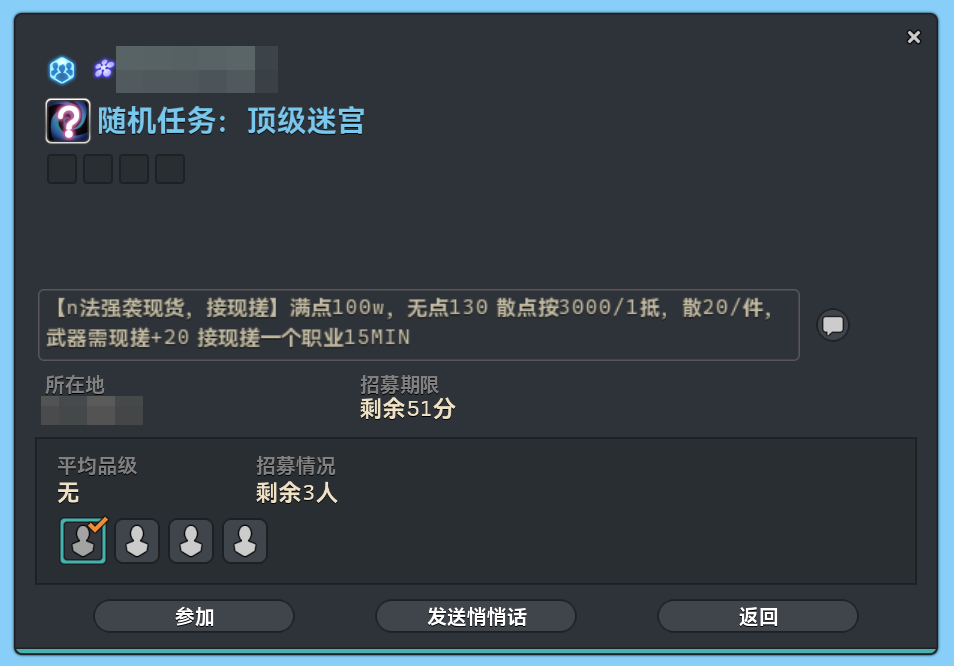 随机任务：顶级迷宫
【n法强袭现货，接现搓】满点100w，无点130 散点按3000/1抵，散20/件，
武器需现搓+20 接现搓一个职业15MIN
所在地
招募期限
剩余51分
平均品级
招募情况
无
剩余3人
参加
发送悄悄话
返回